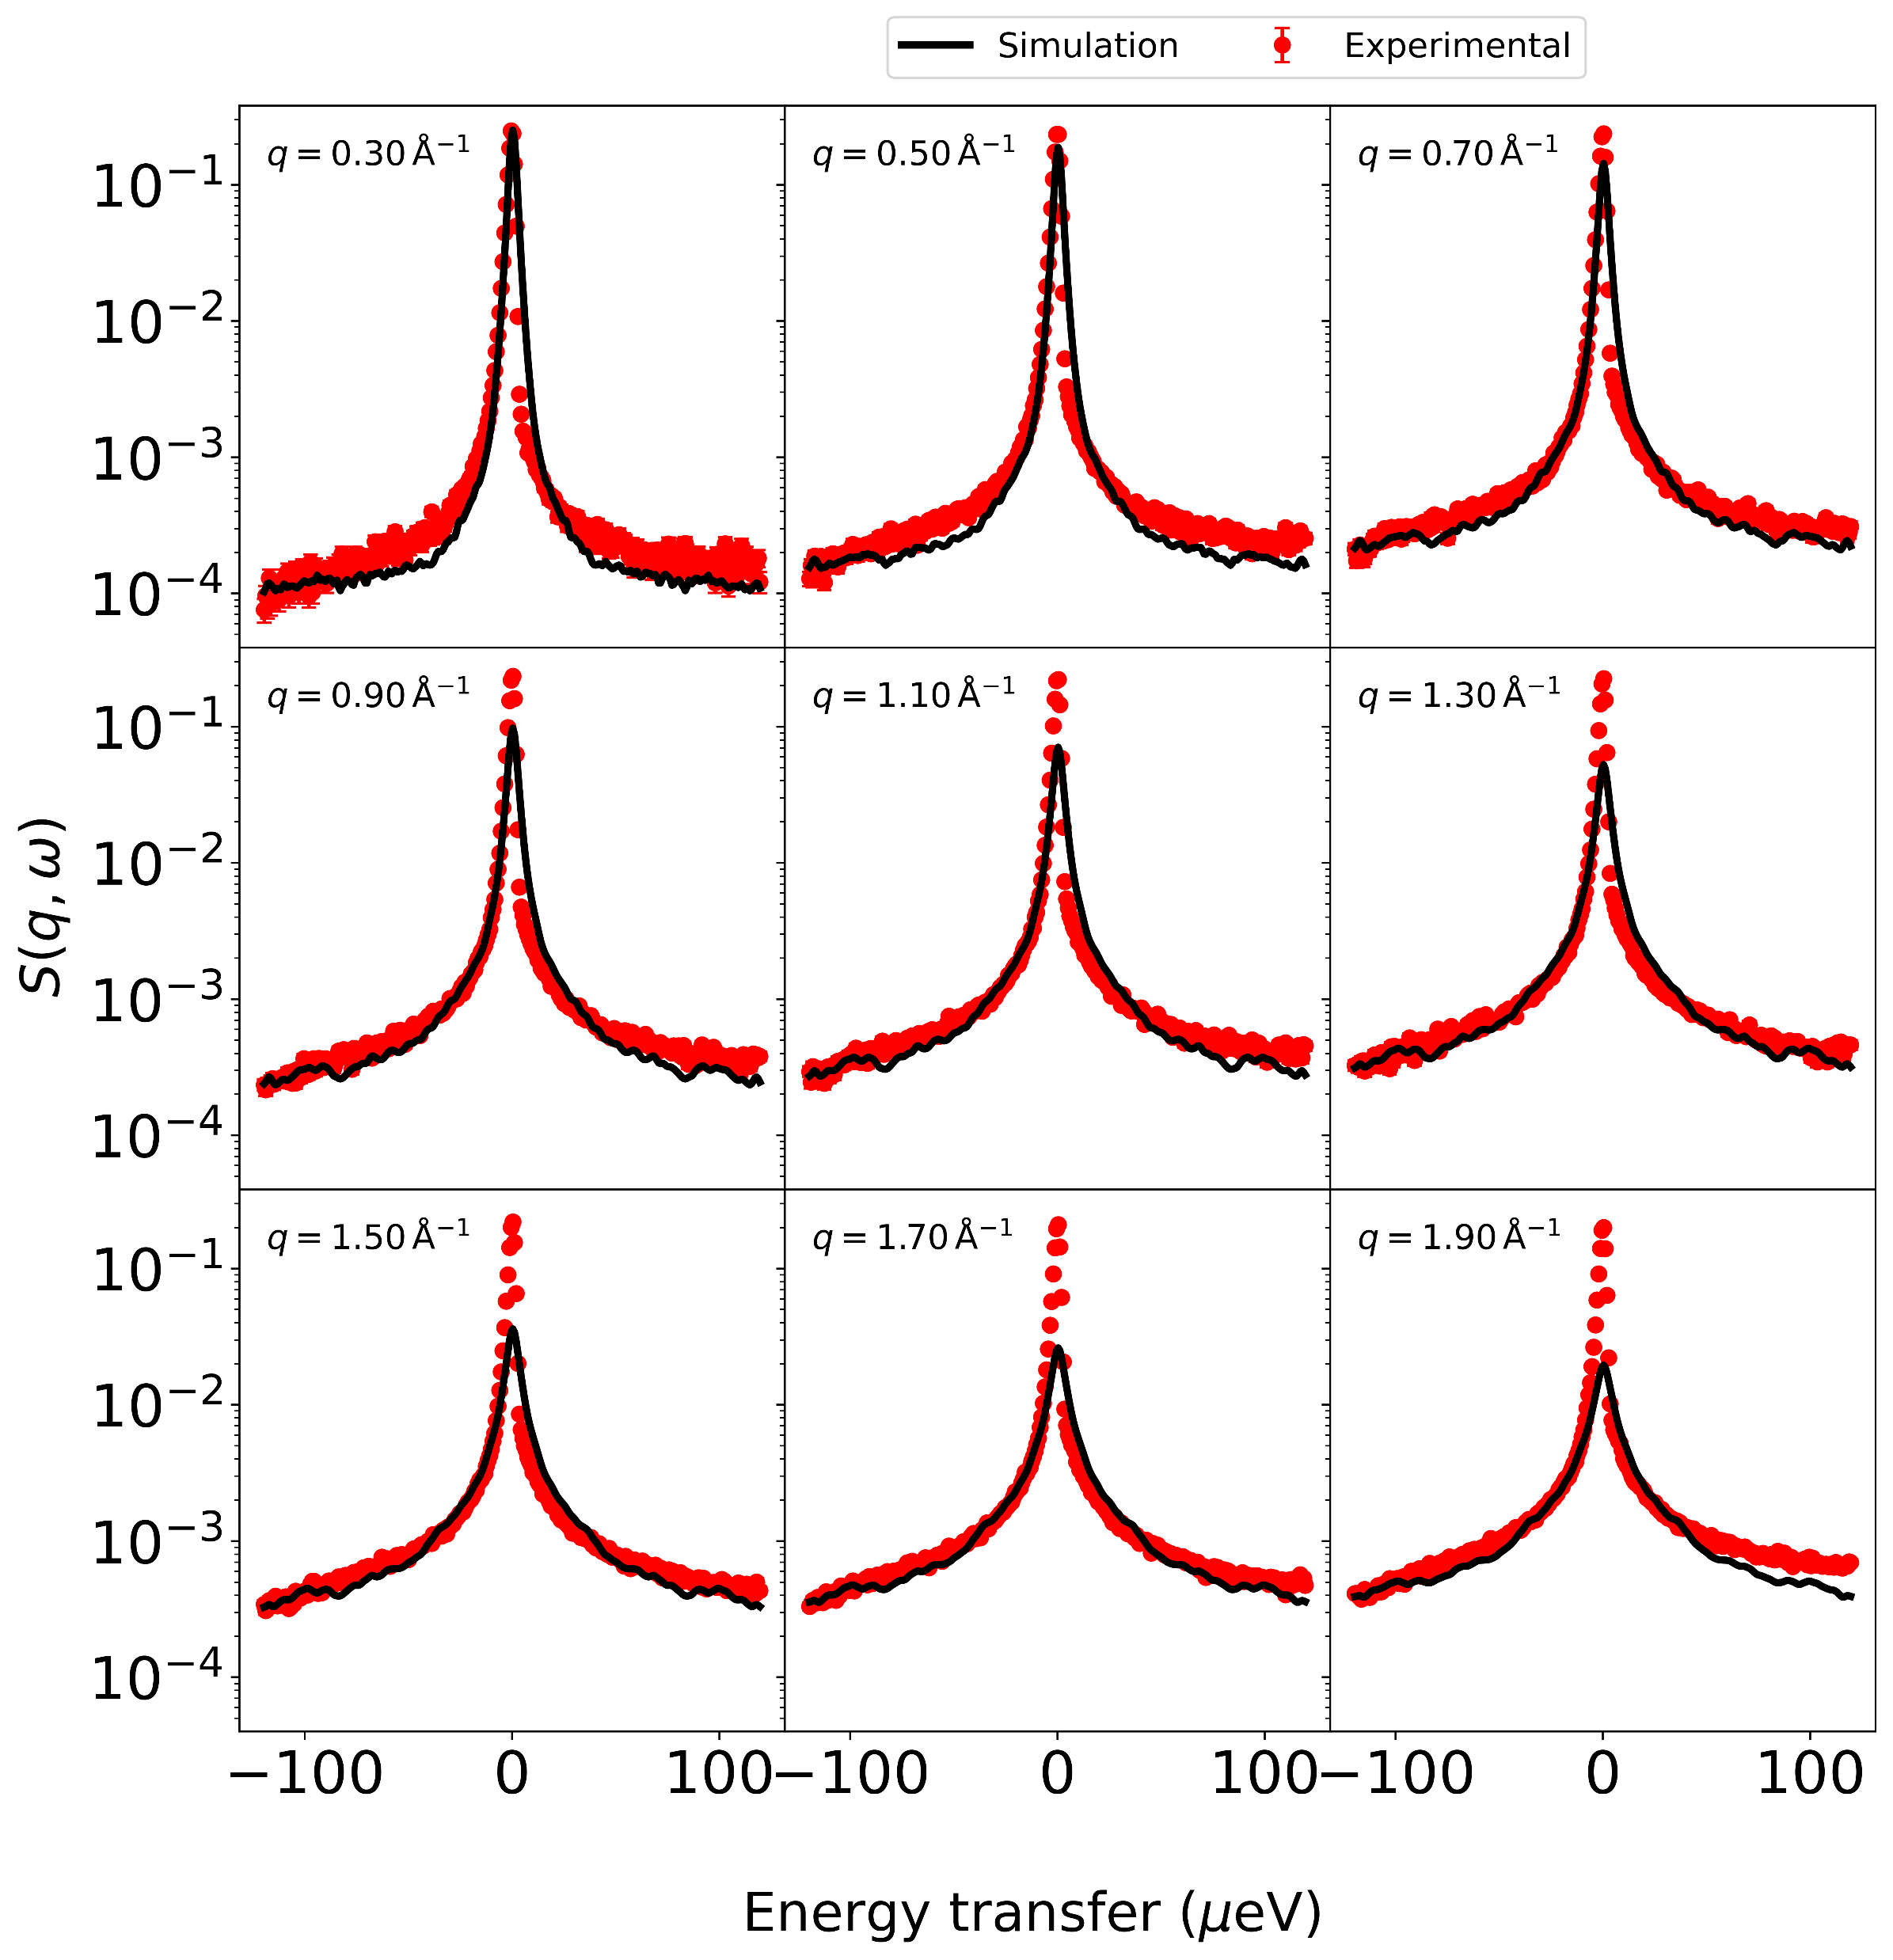 Simulation Experimental
q = 0.30 Å⁻¹ q = 0.50 Å⁻¹ q = 0.70 Å⁻¹
10⁻¹
10⁻²
10⁻³
10⁻⁴
q = 0.90 Å⁻¹ q = 1.10 Å⁻¹ q = 1.30 Å⁻¹
10⁻¹
10⁻²
10⁻³
10⁻⁴
S(q, ω)
q = 1.50 Å⁻¹ q = 1.70 Å⁻¹ q = 1.90 Å⁻¹
10⁻¹
10⁻²
10⁻³
10⁻⁴
−100 0 100 −100 0 100 −100 0 100
Energy transfer (μeV)